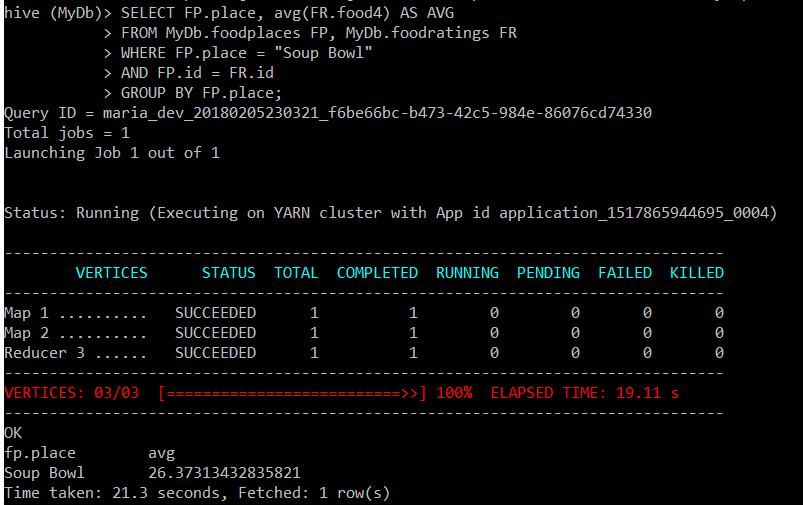 hive (MyDb)> SELECT FP.place, avg(FR.food4) AS AVG
           > FROM MyDb.foodplaces FP, MyDb.foodratings FR
           > WHERE FP.place = "Soup Bowl"
           > AND FP.id = FR.id
           > GROUP BY FP.place;
Query ID = maria_dev_20180205230321_f6be66bc-b473-42c5-984e-86076cd74330
Total jobs = 1
Launching Job 1 out of 1
Status: Running (Executing on YARN cluster with App id application_1517865944695_0004)
--------------------------------------------------------------------------------
        VERTICES      STATUS  TOTAL  COMPLETED  RUNNING  PENDING  FAILED  KILLED
--------------------------------------------------------------------------------
Map 1 ..........   SUCCEEDED      1          1        0        0       0       0
Map 2 ..........   SUCCEEDED      1          1        0        0       0       0
Reducer 3 ......   SUCCEEDED      1          1        0        0       0       0
--------------------------------------------------------------------------------
VERTICES: 03/03  [==========================>>] 100%  ELAPSED TIME: 19.11 s
--------------------------------------------------------------------------------
OK
fp.place        avg
Soup Bowl       26.37313432835821
Time taken: 21.3 seconds, Fetched: 1 row(s)